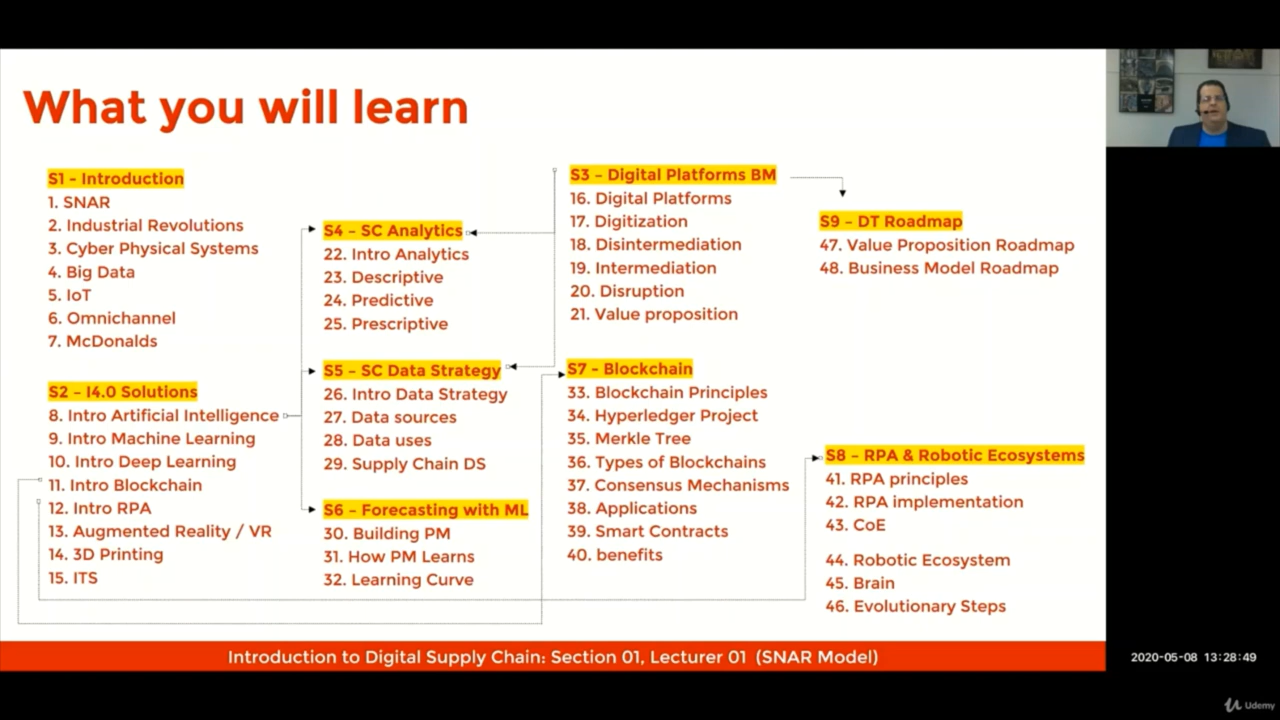 What you will learn
S1 - Introduction
1. SNAR
2. Industrial Revolutions
3. Cyber Physical Systems
4. Big Data
5. IoT
6. Omnichannel
7. McDonalds
S2 – I4.0 Solutions
8. Intro Artificial Intelligence
9. Intro Machine Learning
10. Intro Deep Learning
11. Intro Blockchain
12. Intro RPA
13. Augmented Reality / VR
14. 3D Printing
15. ITS
S4 – SC Analytics
22. Intro Analytics
23. Descriptive
24. Predictive
25. Prescriptive
S5 – SC Data Strategy
26. Intro Data Strategy
27. Data sources
28. Data uses
29. Supply Chain DS
S6 – Forecasting with ML
30. Building PM
31. How PM Learns
32. Learning Curve
S3 – Digital Platforms BM
16. Digital Platforms
17. Digitization
18. Disintermediation
19. Intermediation
20. Disruption
21. Value proposition
S7 - Blockchain
33. Blockchain Principles
34. Hyperledger Project
35. Merkle Tree
36. Types of Blockchains
37. Consensus Mechanisms
38. Applications
39. Smart Contracts
40. benefits
S9 – DT Roadmap
47. Value Proposition Roadmap
48. Business Model Roadmap
S8 – RPA & Robotic Ecosystems
41. RPA principles
42. RPA implementation
43. CoE
44. Robotic Ecosystem
45. Brain
46. Evolutionary Steps
Introduction to Digital Supply Chain: Section 01, Lecturer 01 (SNAR Model)
2020-05-08 13:28:49
Udemy